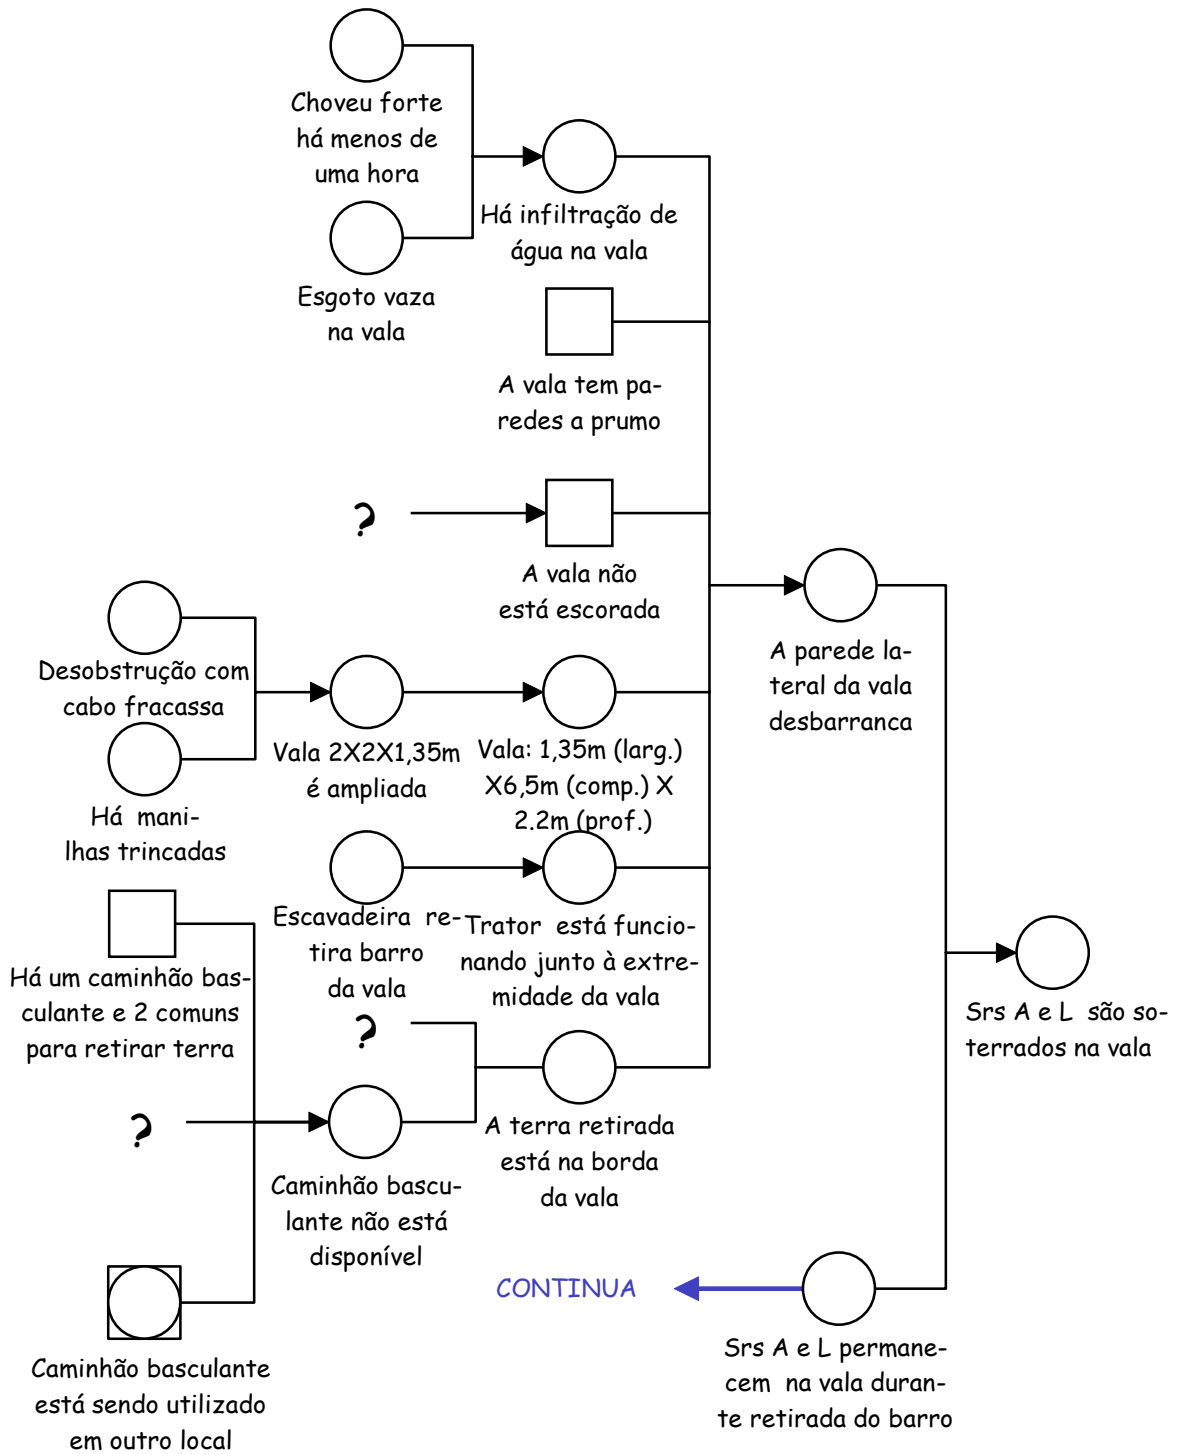 Choveu forte
há menos de
uma hora
Há infiltração de
água na vala
Esgoto vaza
na vala
A vala tem pa-
redes a prumo
?
A vala não
está escorada
Desobstrução com
cabo fracassa
A parede la-
teral da vala
desbarranca
Vala 2X2X1,35m
é ampliada
Vala: 1,35m (larg.)
X6,5m (comp.) X
2.2m (prof.)
Há  mani-
lhas trincadas
Escavadeira  re-
tira barro
da vala
Trator  está funcio-
nando junto à extre-
midade da vala
Há um caminhão bas-
culante e 2 comuns
para retirar terra
Srs A e L  são so-
terrados na vala
?
?
A terra retirada
está na borda
da vala
Caminhão bascu-
lante não está
disponível
CONTINUA
Caminhão basculante
está sendo utilizado
em outro local
Srs A e L permane-
cem  na vala duran-
te retirada do barro